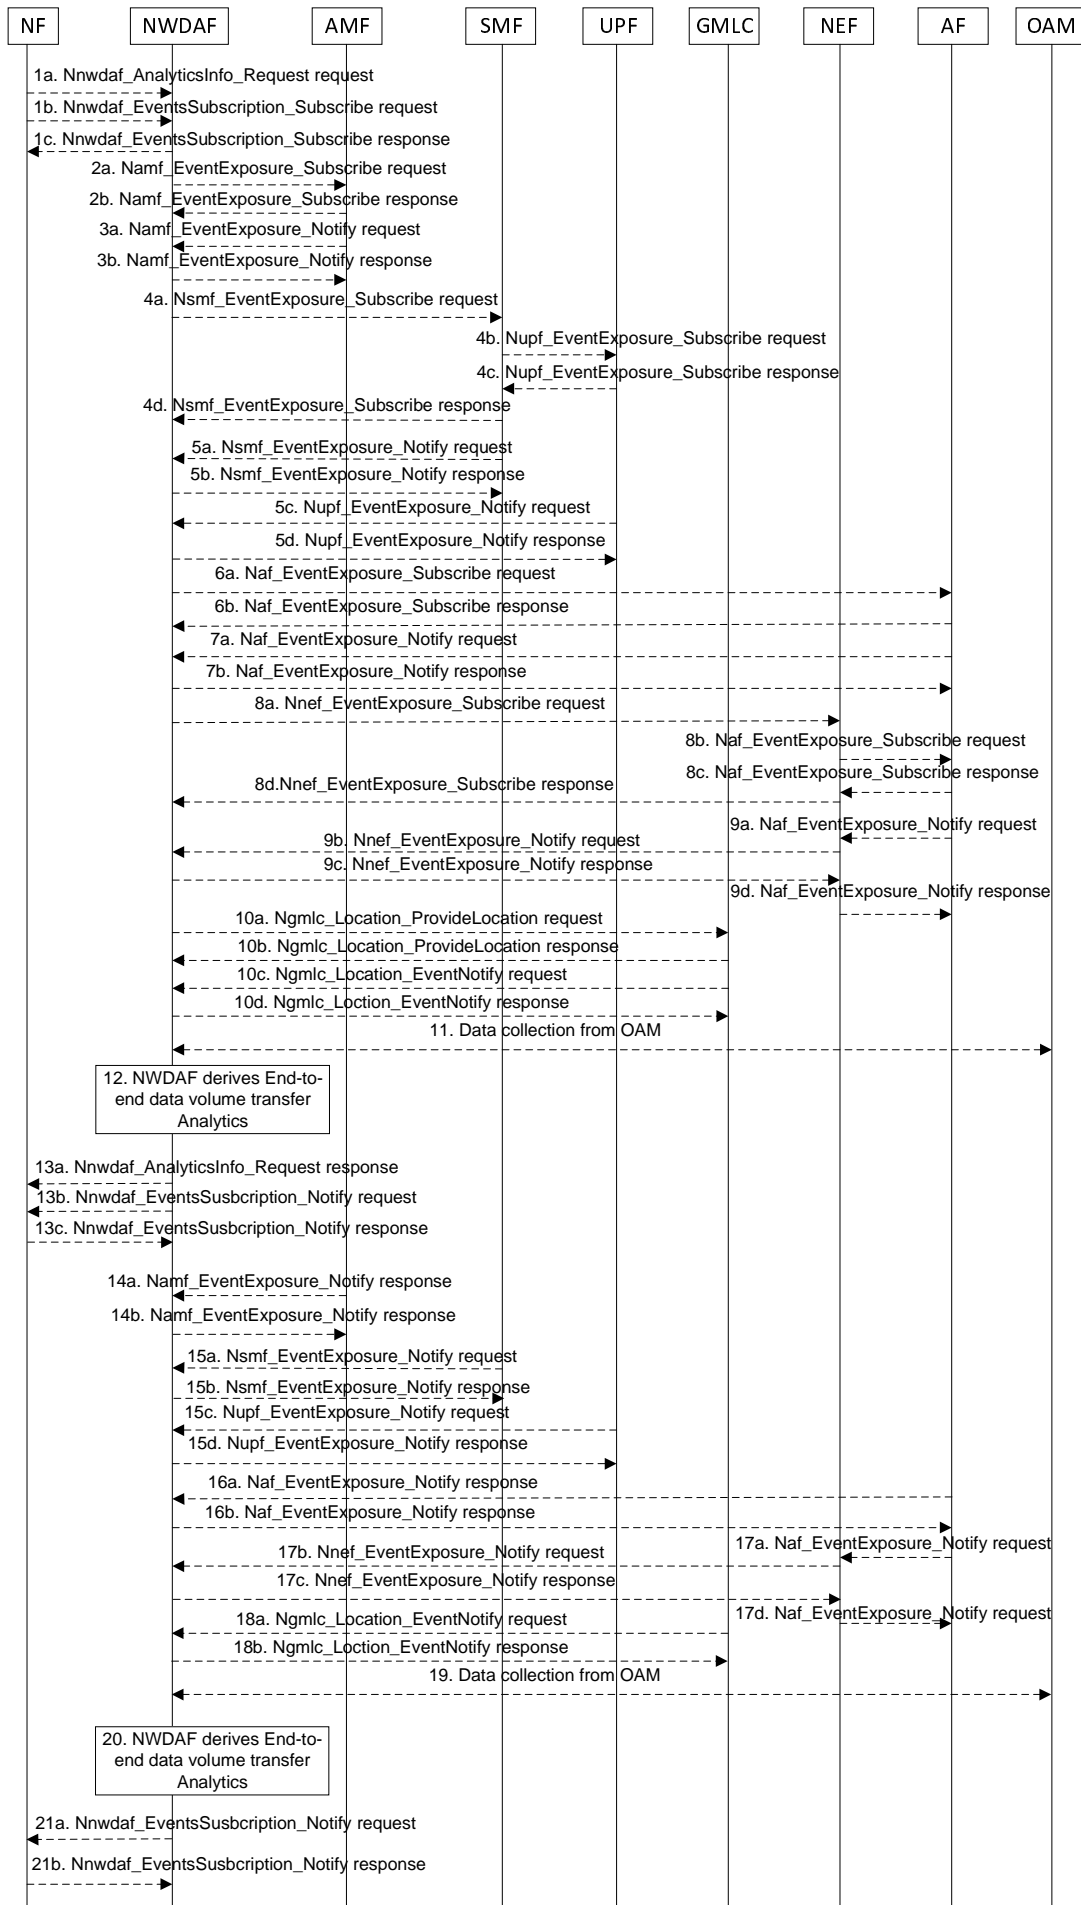 NF NWDAF AMF SMF UPF GMLC NEF AF OAM
1a. Nnwdaf_AnalyticsInfo_Request request
1b. Nnwdaf_EventsSubscription_Subscribe request
1c. Nnwdaf_EventsSubscription_Subscribe response
2a. Namf_EventExposure_Subscribe request
2b. Namf_EventExposure_Subscribe response
3a. Namf_EventExposure_Notify request
3b. Namf_EventExposure_Notify response
4a. Nsmf_EventExposure_Subscribe request
4b. Nupf_EventExposure_Subscribe request
4c. Nupf_EventExposure_Subscribe response
4d. Nsmf_EventExposure_Subscribe response
5a. Nsmf_EventExposure_Notify request
5b. Nsmf_EventExposure_Notify response
5c. Nupf_EventExposure_Notify request
5d. Nupf_EventExposure_Notify response
6a. Naf_EventExposure_Subscribe request
6b. Naf_EventExposure_Subscribe response
7a. Naf_EventExposure_Notify request
7b. Naf_EventExposure_Notify response
8a. Nnef_EventExposure_Subscribe request
8b. Naf_EventExposure_Subscribe request
8c. Naf_EventExposure_Subscribe response
8d.Nnef_EventExposure_Subscribe response
9a. Naf_EventExposure_Notify request
9b. Nnef_EventExposure_Notify request
9c. Nnef_EventExposure_Notify response
9d. Naf_EventExposure_Notify response
10a. Ngmlc_Location_ProvideLocation request
10b. Ngmlc_Location_ProvideLocation response
10c. Ngmlc_Location_EventNotify request
10d. Ngmlc_Loction_EventNotify response
11. Data collection from OAM
12. NWDAF derives End-to-
end data volume transfer
Analytics
13a. Nnwdaf_AnalyticsInfo_Request response
13b. Nnwdaf_EventsSusbcription_Notify request
13c. Nnwdaf_EventsSusbcription_Notify response
14a. Namf_EventExposure_Notify response
14b. Namf_EventExposure_Notify response
15a. Nsmf_EventExposure_Notify request
15b. Nsmf_EventExposure_Notify response
15c. Nupf_EventExposure_Notify request
15d. Nupf_EventExposure_Notify response
16a. Naf_EventExposure_Notify response
16b. Naf_EventExposure_Notify response
17a. Naf_EventExposure_Notify request
17b. Nnef_EventExposure_Notify request
17c. Nnef_EventExposure_Notify response
17d. Naf_EventExposure_Notify request
18a. Ngmlc_Location_EventNotify request
18b. Ngmlc_Loction_EventNotify response
19. Data collection from OAM
20. NWDAF derives End-to-
end data volume transfer
Analytics
21a. Nnwdaf_EventsSusbcription_Notify request
21b. Nnwdaf_EventsSusbcription_Notify response